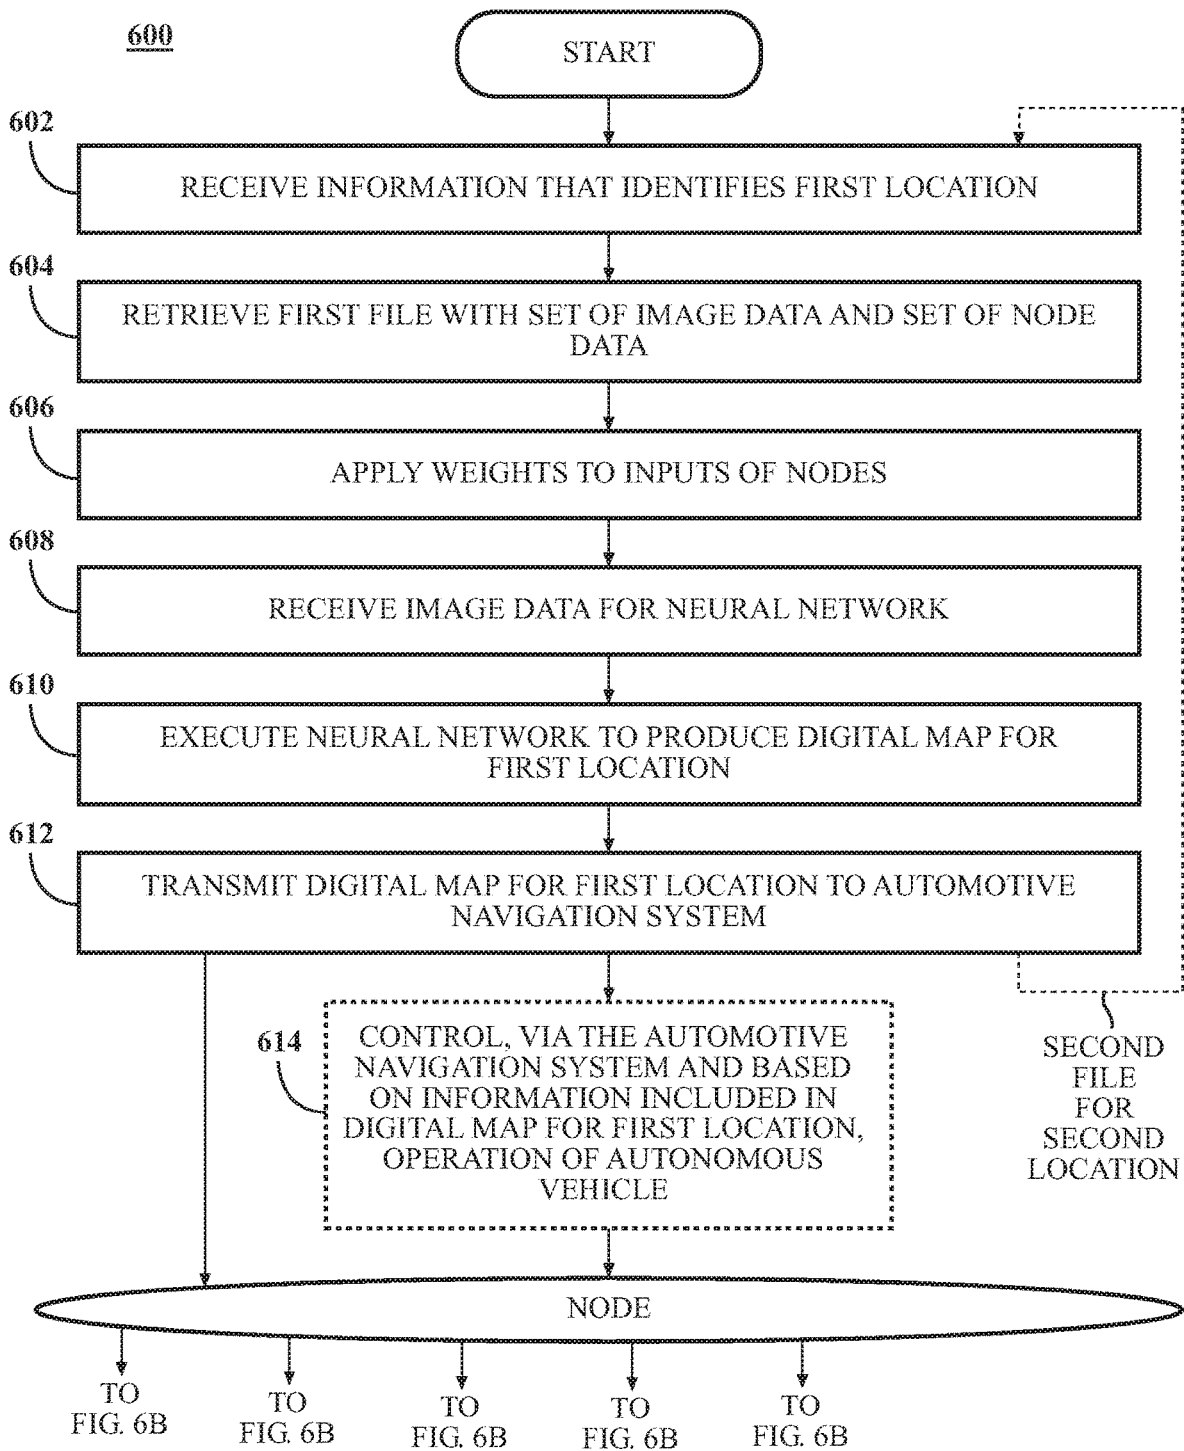 600
START
602
RECEIVE INFORMATION THAT IDENTIFIES FIRST LOCATION
604
RETRIEVE FIRST FILE WITH SET OF IMAGE DATA AND SET OF NODE
DATA
606
APPLY WEIGHTS TO INPUTS OF NODES
608
RECEIVE IMAGE DATA FOR NEURAL NETWORK
610
EXECUTE NEURAL NETWORK TO PRODUCE DIGITAL MAP FOR
FIRST LOCATION
612
TRANSMIT DIGITAL MAP FOR FIRST LOCATION TO AUTOMOTIVE
NAVIGATION SYSTEM
614
CONTROL, VIA THE AUTOMOTIVE
NAVIGATION SYSTEM AND BASED
ON INFORMATION INCLUDED IN
DIGITAL MAP FOR FIRST LOCATION,
OPERATION OF AUTONOMOUS
VEHICLE
SECOND
FILE
FOR
SECOND
LOCATION
NODE
TO
FIG. 6B
TO
FIG. 6B
TO
FIG. 6B
TO
FIG. 6B
TO
FIG. 6B